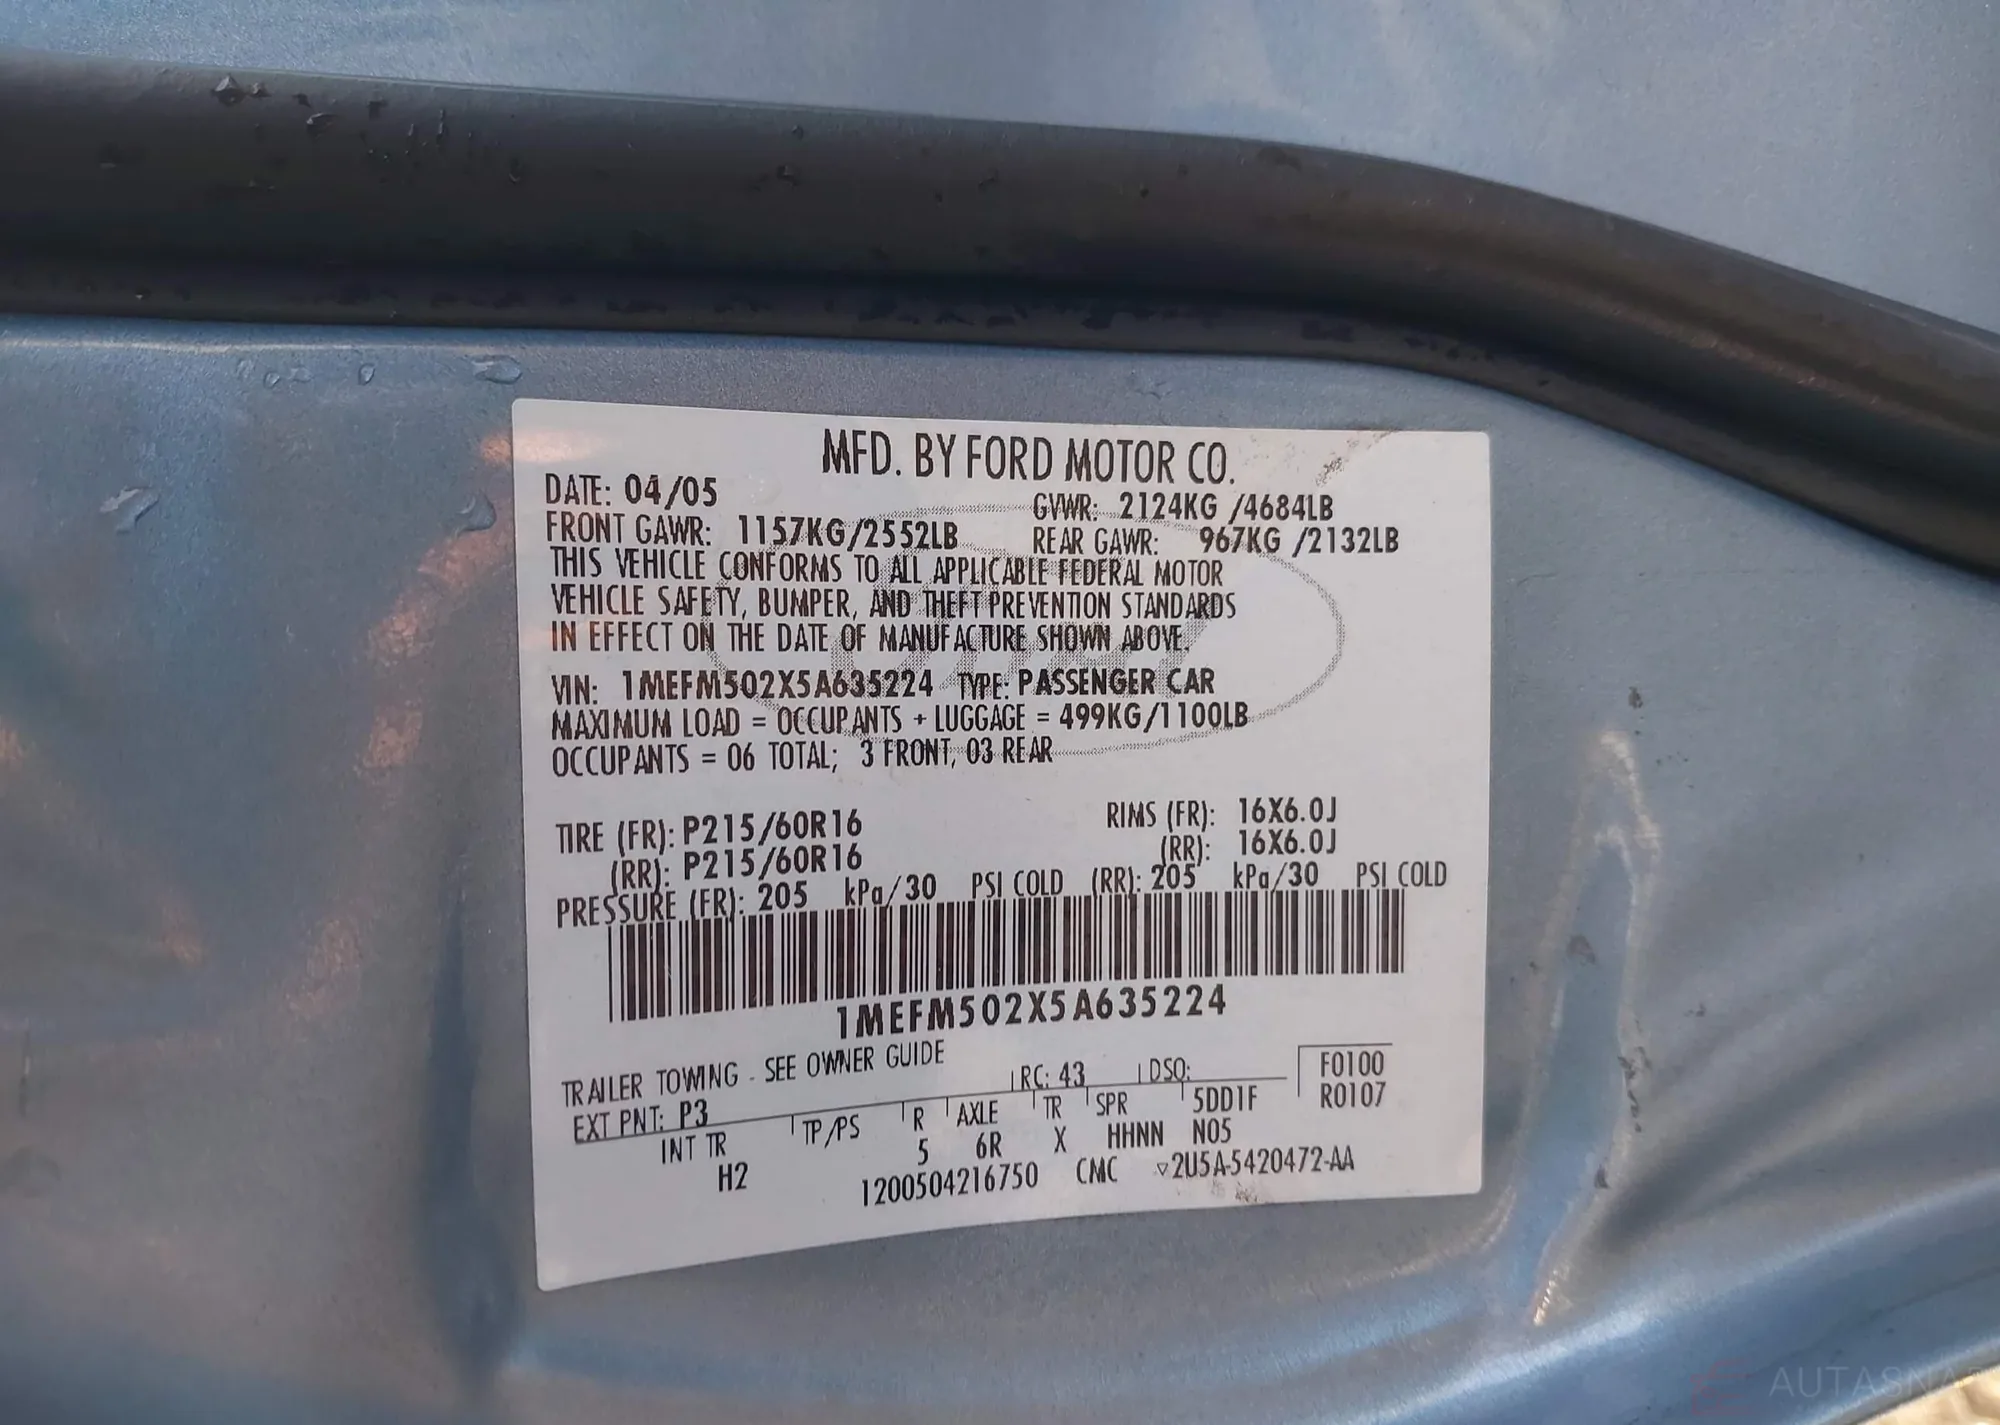 MFD. BY FORD MOTOR CO.
DATE: 04/05 GVWR: 2124KG /4684LB
FRONT GAWR: 1157KG/2552LB REAR GAWR: 967KG /2132LB
THIS VEHICLE CONFORMS TO ALL APPLICABLE FEDERAL MOTOR
VEHICLE SAFETY, BUMPER, AND THEFT PREVENTION STANDARDS
IN EFFECT ON THE DATE OF MANUFACTURE SHOWN ABOVE.
VIN: 1MEFM502X5A635224 TYPE: PASSENGER CAR
MAXIMUM LOAD = OCCUPANTS + LUGGAGE = 499KG/1100LB
OCCUPANTS = 06 TOTAL; 3 FRONT, 03 REAR
TIRE (FR): P215/60R16 RIMS (FR): 16X6.0J
(RR): P215/60R16 (RR): 16X6.0J
PRESSURE (FR): 205 kPa/30 PSI COLD (RR): 205 kPa/30 PSI COLD
1MEFM502X5A635224
TRAILER TOWING - SEE OWNER GUIDE
EXT PNT: P3 RC: 43 DSO: F0100
INT TR TP/PS R AXLE TR SPR 5DD1F R0107
H2 5 6R X HHNN N05
1200504216750 CMC ▽2U5A-5420472-AA
AUTASNA